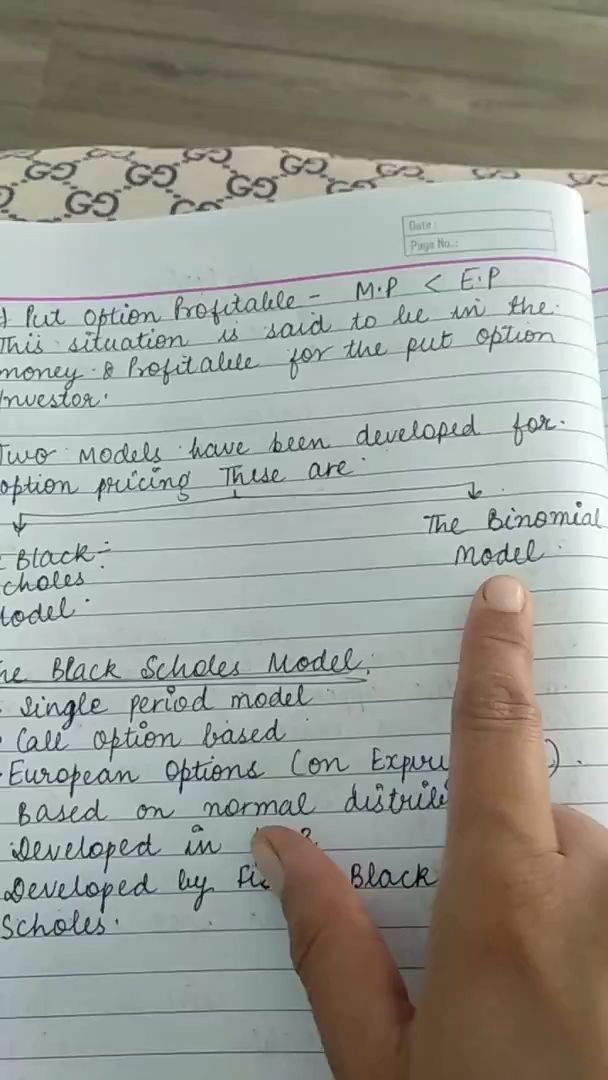 Date:
Page No.:
Put Option Profitable - M.P < E.P
This situation is said to be in the.
money & Profitable for the put option
Investor.
Two Models have been developed for.
option pricing These are
Black-
Scholes
Model.
The Binomial
Model.
The Black Scholes Model.
Single period model
Call option based
European Options (on
Based on normal
Developed in
Developed by Black
Scholes.